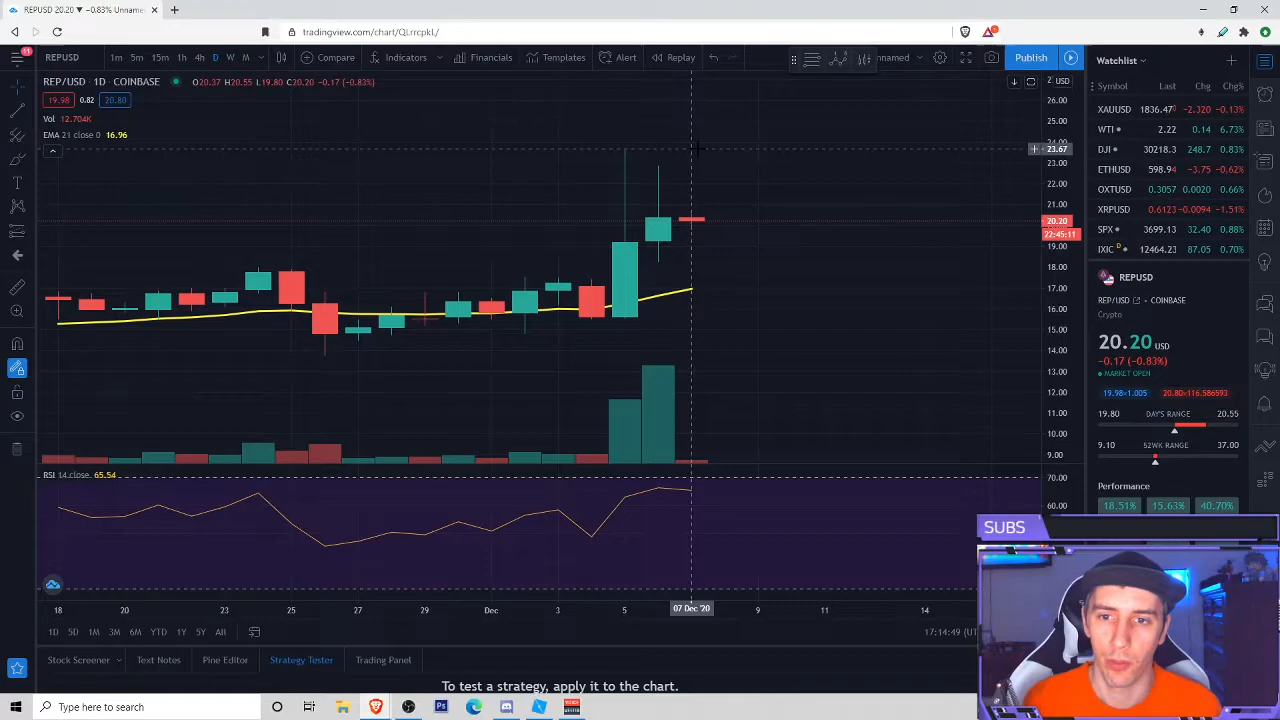 REPUSD 20.20 ▼ −0.83% Unnamed
tradingview.com/chart/QLrrcpkL/
11
REPUSD 1m 5m 15m 1h 4h D W M Indicators Financials Templates Alert Replay Publish
REP/USD · 1D · COINBASE O20.37 H20.55 L19.80 C20.20 −0.17 (−0.83%)
19.98 0.82 20.80
Vol 12.704K
EMA 21 close 0 16.96
USD
26.00
25.00
24.00
23.67
23.00
22.00
21.00
20.20
22:45:11
19.00
18.00
17.00
16.00
15.00
14.00
13.00
12.00
11.00
10.00
9.00
RSI 14 close 65.54
70.00
60.00
18 20 23 25 27 29 Dec 3 5 07 Dec '20 9 11 14
1D 5D 1M 3M 6M YTD 1Y 5Y All
Stock Screener Text Notes Pine Editor Strategy Tester Trading Panel
To test a strategy, apply it to the chart.
Watchlist
Symbol Last Chg Chg
XAUUSD 1836.47 −2.320 −0.13%
WTI 2.22 0.14 6.73%
DJI 30218.3 248.7 0.83%
ETHUSD 598.94 −3.75 −0.62%
OXTUSD 0.3057 0.0020 0.66%
XRPUSD 0.6123 −0.0094 −1.51%
SPX 3699.13 32.40 0.88%
IXIC D 12464.23 87.05 0.70%
REPUSD
REP/USD COINBASE
Crypto
20.20 USD
−0.17 (−0.83%)
MARKET OPEN
19.98×1.005 20.80×116.586593
19.80 DAY'S RANGE 20.55
9.10 52WK RANGE 37.00
Performance
18.51% 15.63% 40.70%
SUBS
Type here to search